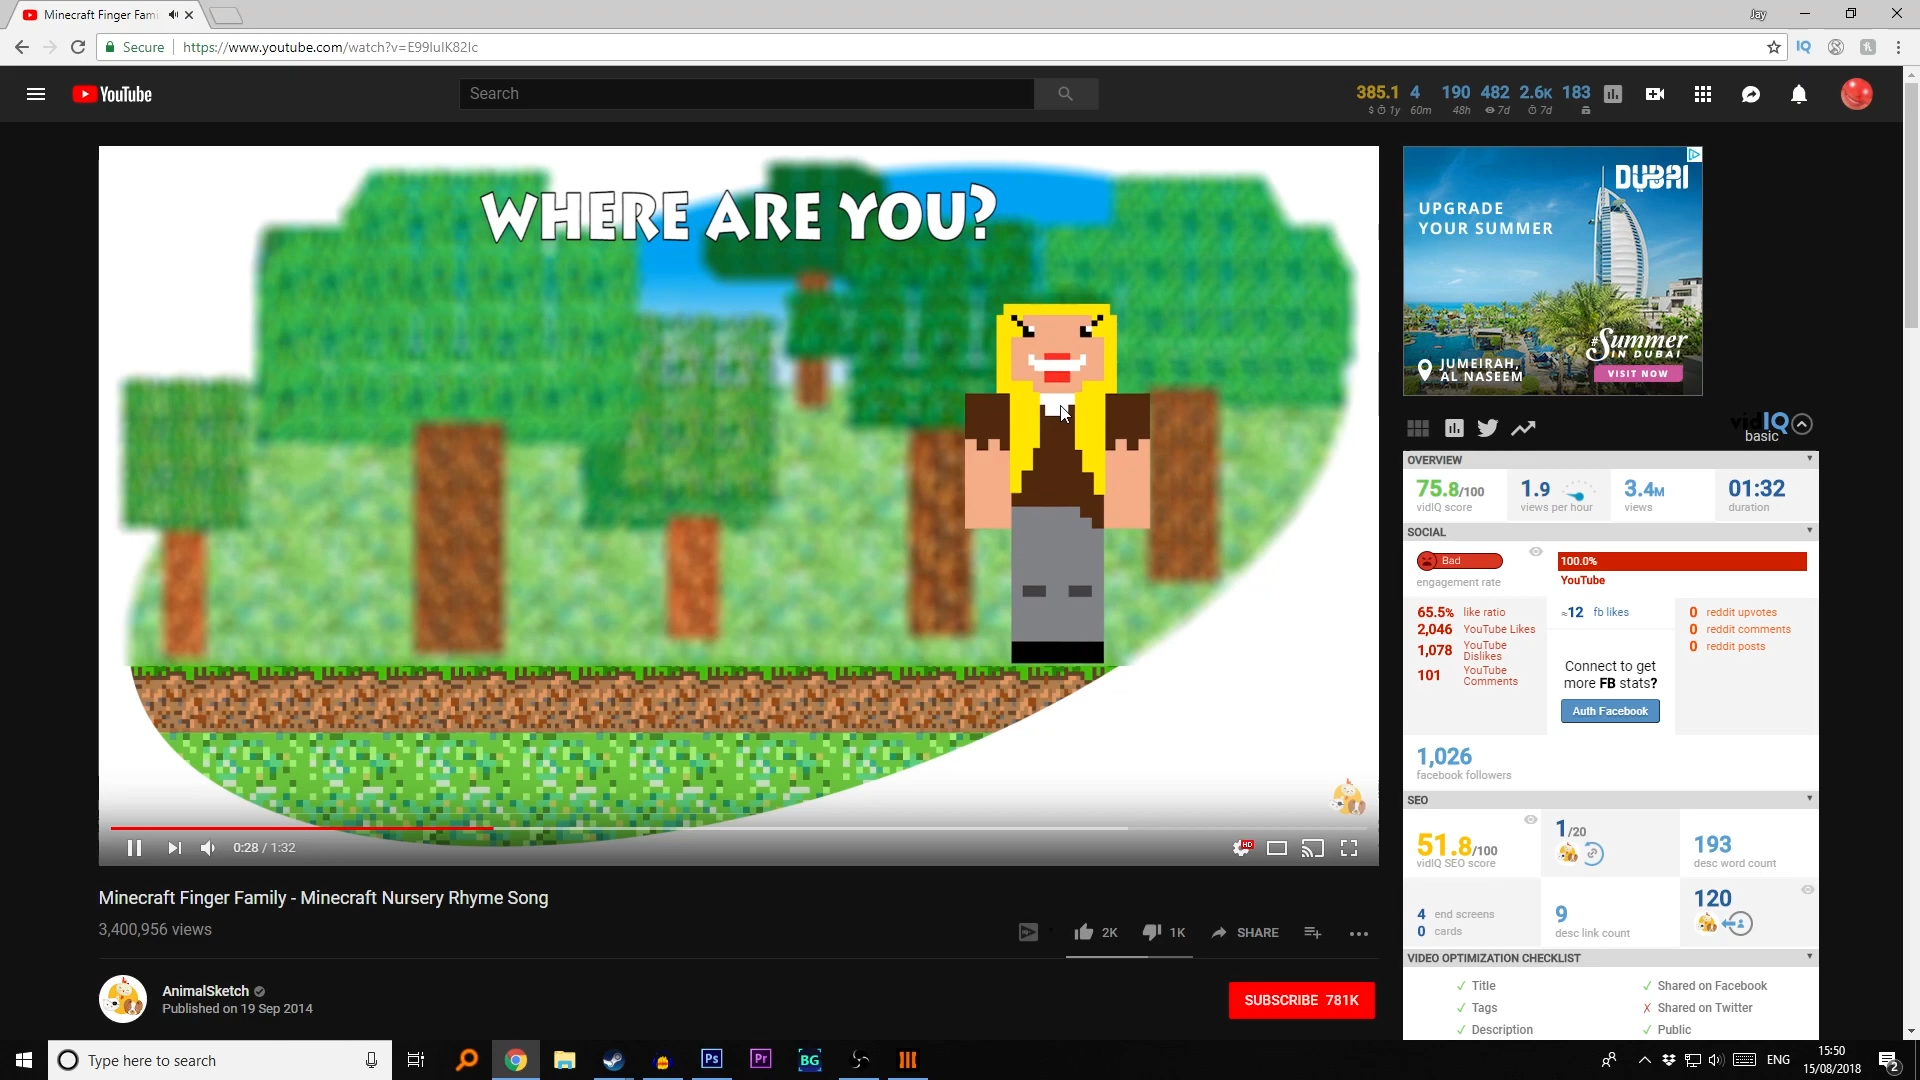 Minecraft Finger Fami
Jay
Secure
https://www.youtube.com/watch?v=E99IulK82lc
IQ
YouTube
Search
385.1 4 190 482 2.6K 183
$ 1y 60m 48h 7d 7d
WHERE ARE YOU?
DUBAI
UPGRADE
YOUR SUMMER
#Summer
IN DUBAI
JUMEIRAH,
AL NASEEM
VISIT NOW
vidIQ
basic
OVERVIEW
75.8/100 1.9 3.4M 01:32
vidIQ score views per hour views duration
SOCIAL
Bad
engagement rate
100.0%
YouTube
65.5% like ratio
2,046 YouTube Likes
1,078 YouTube
Dislikes
101 YouTube
Comments
≈12 fb likes
Connect to get
more FB stats?
Auth Facebook
0 reddit upvotes
0 reddit comments
0 reddit posts
1,026
facebook followers
SEO
51.8/100
vidIQ SEO score
1/20
193
desc word count
4 end screens
0 cards
9
desc link count
120
VIDEO OPTIMIZATION CHECKLIST
Title Shared on Facebook
Tags Shared on Twitter
Description Public
0:28 / 1:32
HD
Minecraft Finger Family - Minecraft Nursery Rhyme Song
3,400,956 views
2K 1K SHARE
AnimalSketch
Published on 19 Sep 2014
SUBSCRIBE 781K
Type here to search
Ps Pr BG
ENG
15:50
15/08/2018
2